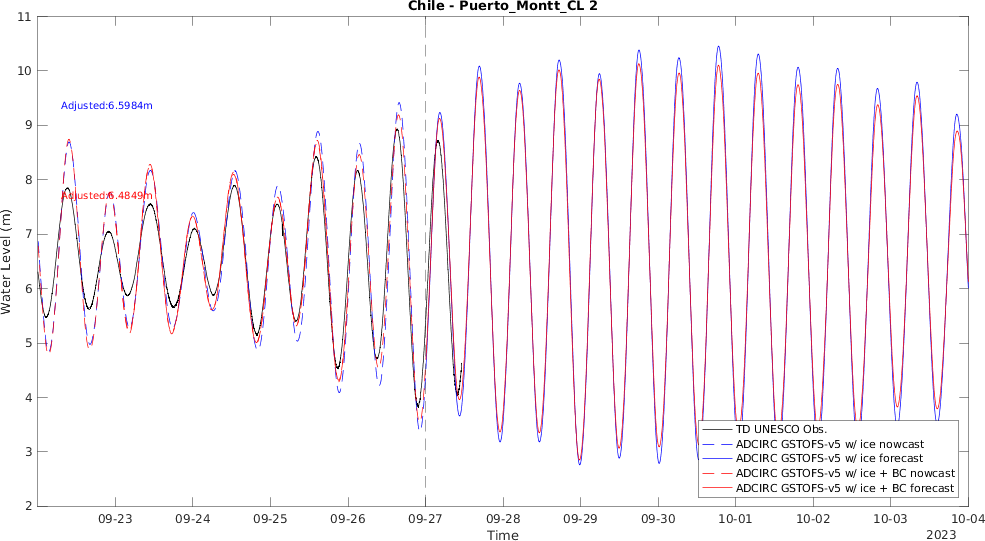 Chile - Puerto_Montt_CL 2
11
10
9
8
7
6
5
4
3
2
Water Level (m)
Adjusted:6.5984m
Adjusted:6.4849m
TD UNESCO Obs.
ADCIRC GSTOFS-v5 w/ ice nowcast
ADCIRC GSTOFS-v5 w/ ice forecast
ADCIRC GSTOFS-v5 w/ ice + BC nowcast
ADCIRC GSTOFS-v5 w/ ice + BC forecast
09-23 09-24 09-25 09-26 09-27 09-28 09-29 09-30 10-01 10-02 10-03 10-04
Time
2023